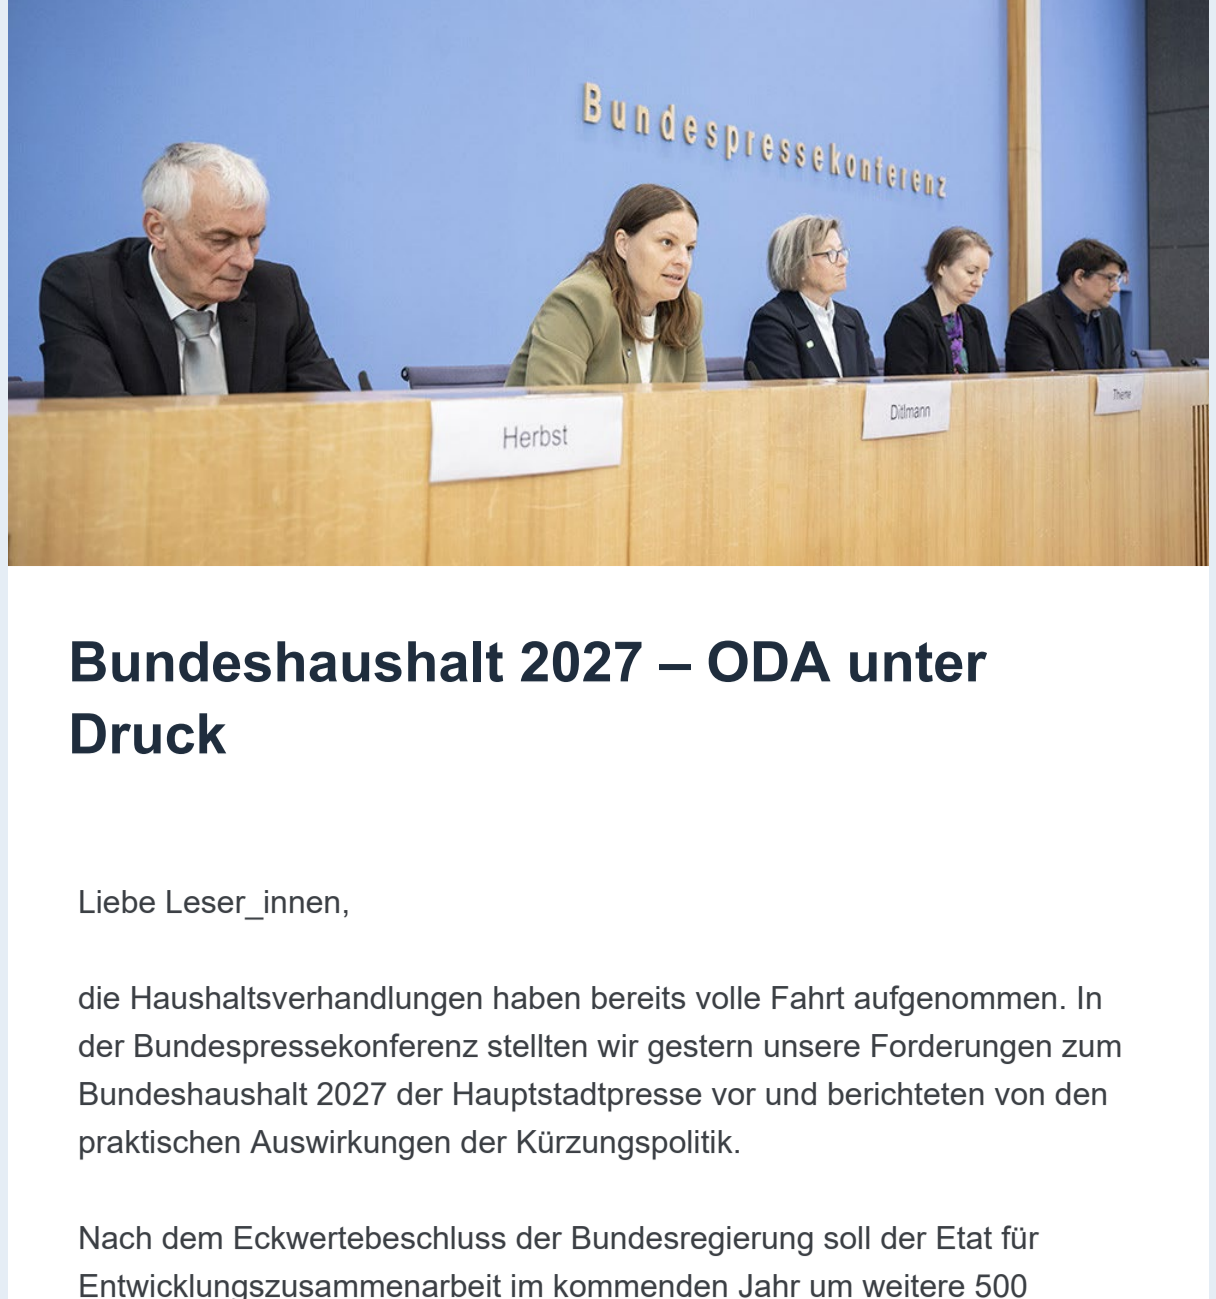 Bundespressekonferenz
Herbst
Dittmann
Thieme
Bundeshaushalt 2027 – ODA unter
Druck
Liebe Leser_innen,
die Haushaltsverhandlungen haben bereits volle Fahrt aufgenommen. In
der Bundespressekonferenz stellten wir gestern unsere Forderungen zum
Bundeshaushalt 2027 der Hauptstadtpresse vor und berichteten von den
praktischen Auswirkungen der Kürzungspolitik.
Nach dem Eckwertebeschluss der Bundesregierung soll der Etat für
Entwicklungszusammenarbeit im kommenden Jahr um weitere 500